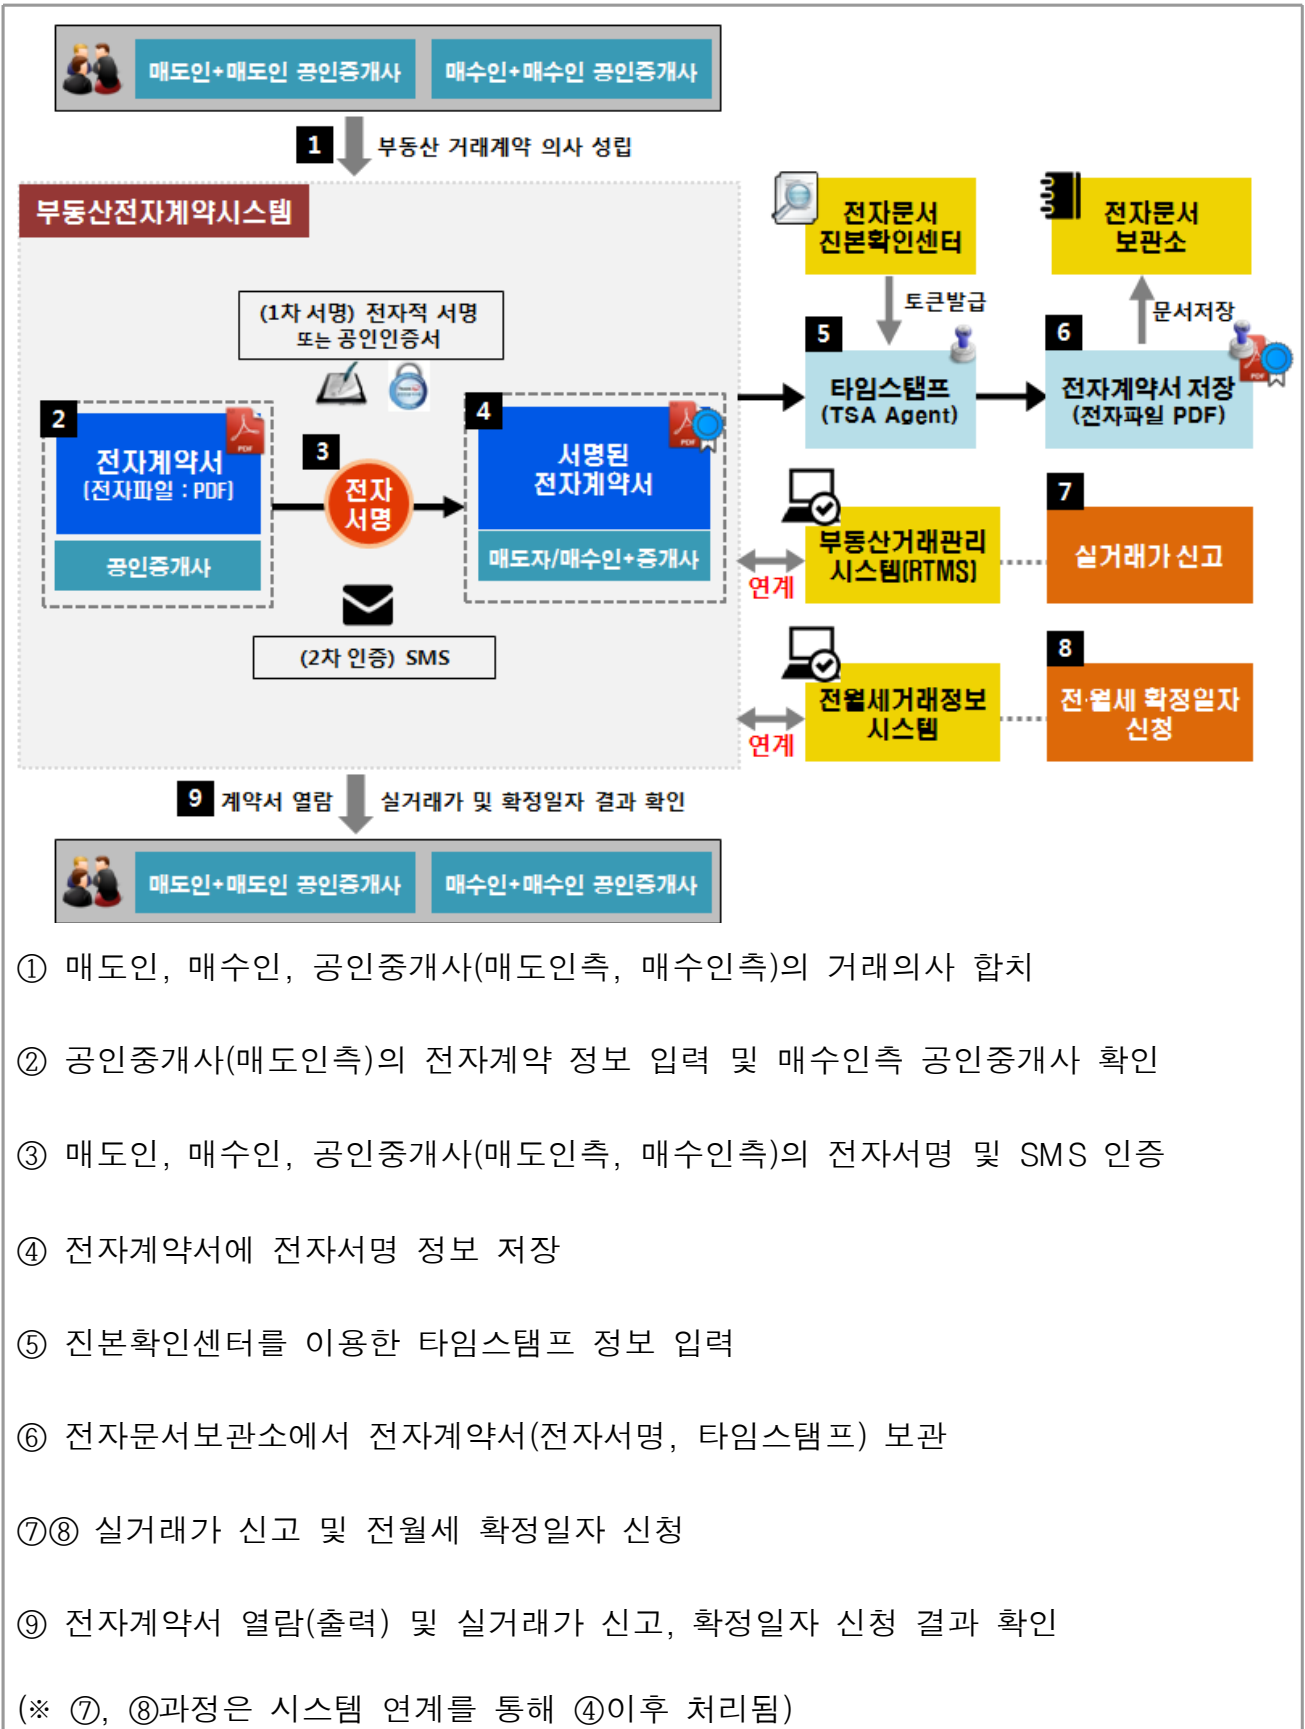 매도인+매도인 공인중개사
매수인+매수인 공인중개사
1
부동산 거래계약 의사 성립
부동산전자계약시스템
(1차 서명) 전자적 서명
또는 공인인증서
2
전자계약서
(전자파일 : PDF)
공인중개사
3
전자
서명
4
서명된
전자계약서
매도자/매수인+중개사
(2차 인증) SMS
전자문서
진본확인센터
토큰발급
5
타임스탬프
(TSA Agent)
전자문서
보관소
문서저장
6
전자계약서 저장
(전자파일 PDF)
연계
부동산거래관리
시스템(RTMS)
7
실거래가 신고
연계
전월세거래정보
시스템
8
전·월세 확정일자
신청
9
계약서 열람
실거래가 및 확정일자 결과 확인
매도인+매도인 공인중개사
매수인+매수인 공인중개사
① 매도인, 매수인, 공인중개사(매도인측, 매수인측)의 거래의사 합치
② 공인중개사(매도인측)의 전자계약 정보 입력 및 매수인측 공인중개사 확인
③ 매도인, 매수인, 공인중개사(매도인측, 매수인측)의 전자서명 및 SMS 인증
④ 전자계약서에 전자서명 정보 저장
⑤ 진본확인센터를 이용한 타임스탬프 정보 입력
⑥ 전자문서보관소에서 전자계약서(전자서명, 타임스탬프) 보관
⑦⑧ 실거래가 신고 및 전월세 확정일자 신청
⑨ 전자계약서 열람(출력) 및 실거래가 신고, 확정일자 신청 결과 확인
(※ ⑦, ⑧과정은 시스템 연계를 통해 ④이후 처리됨)